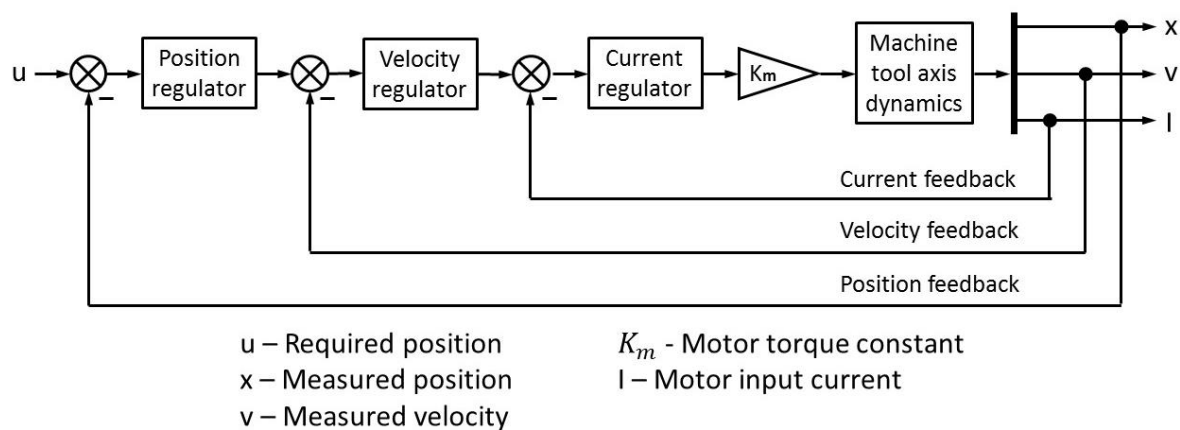 u
Position
regulator
Velocity
regulator
Current
regulator
Km
Machine
tool axis
dynamics
x
v
I
−
−
−
Current feedback
Velocity feedback
Position feedback
u – Required position
x – Measured position
v – Measured velocity
K_m - Motor torque constant
I – Motor input current